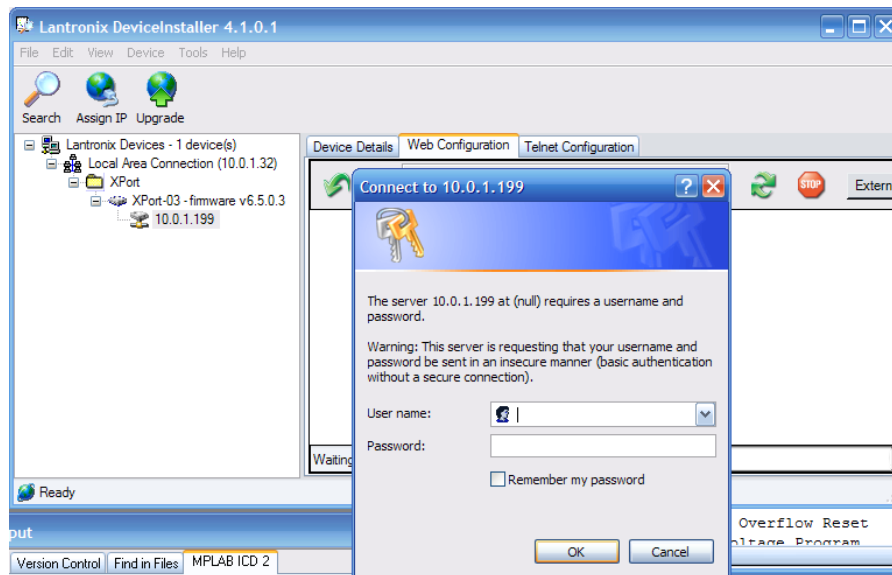 Lantronix DeviceInstaller 4.1.0.1
File Edit View Device Tools Help
Search Assign IP Upgrade
Lantronix Devices - 1 device(s)
Local Area Connection (10.0.1.32)
XPort
XPort-03 - firmware v6.5.0.3
10.0.1.199
Device Details Web Configuration Telnet Configuration
STOP
Extern
Connect to 10.0.1.199
The server 10.0.1.199 at (null) requires a username and
password.
Warning: This server is requesting that your username and
password be sent in an insecure manner (basic authentication
without a secure connection).
User name:
Password:
Remember my password
OK Cancel
Waiting
Ready
put
Version Control Find in Files MPLAB ICD 2
Overflow Reset
oltage Program